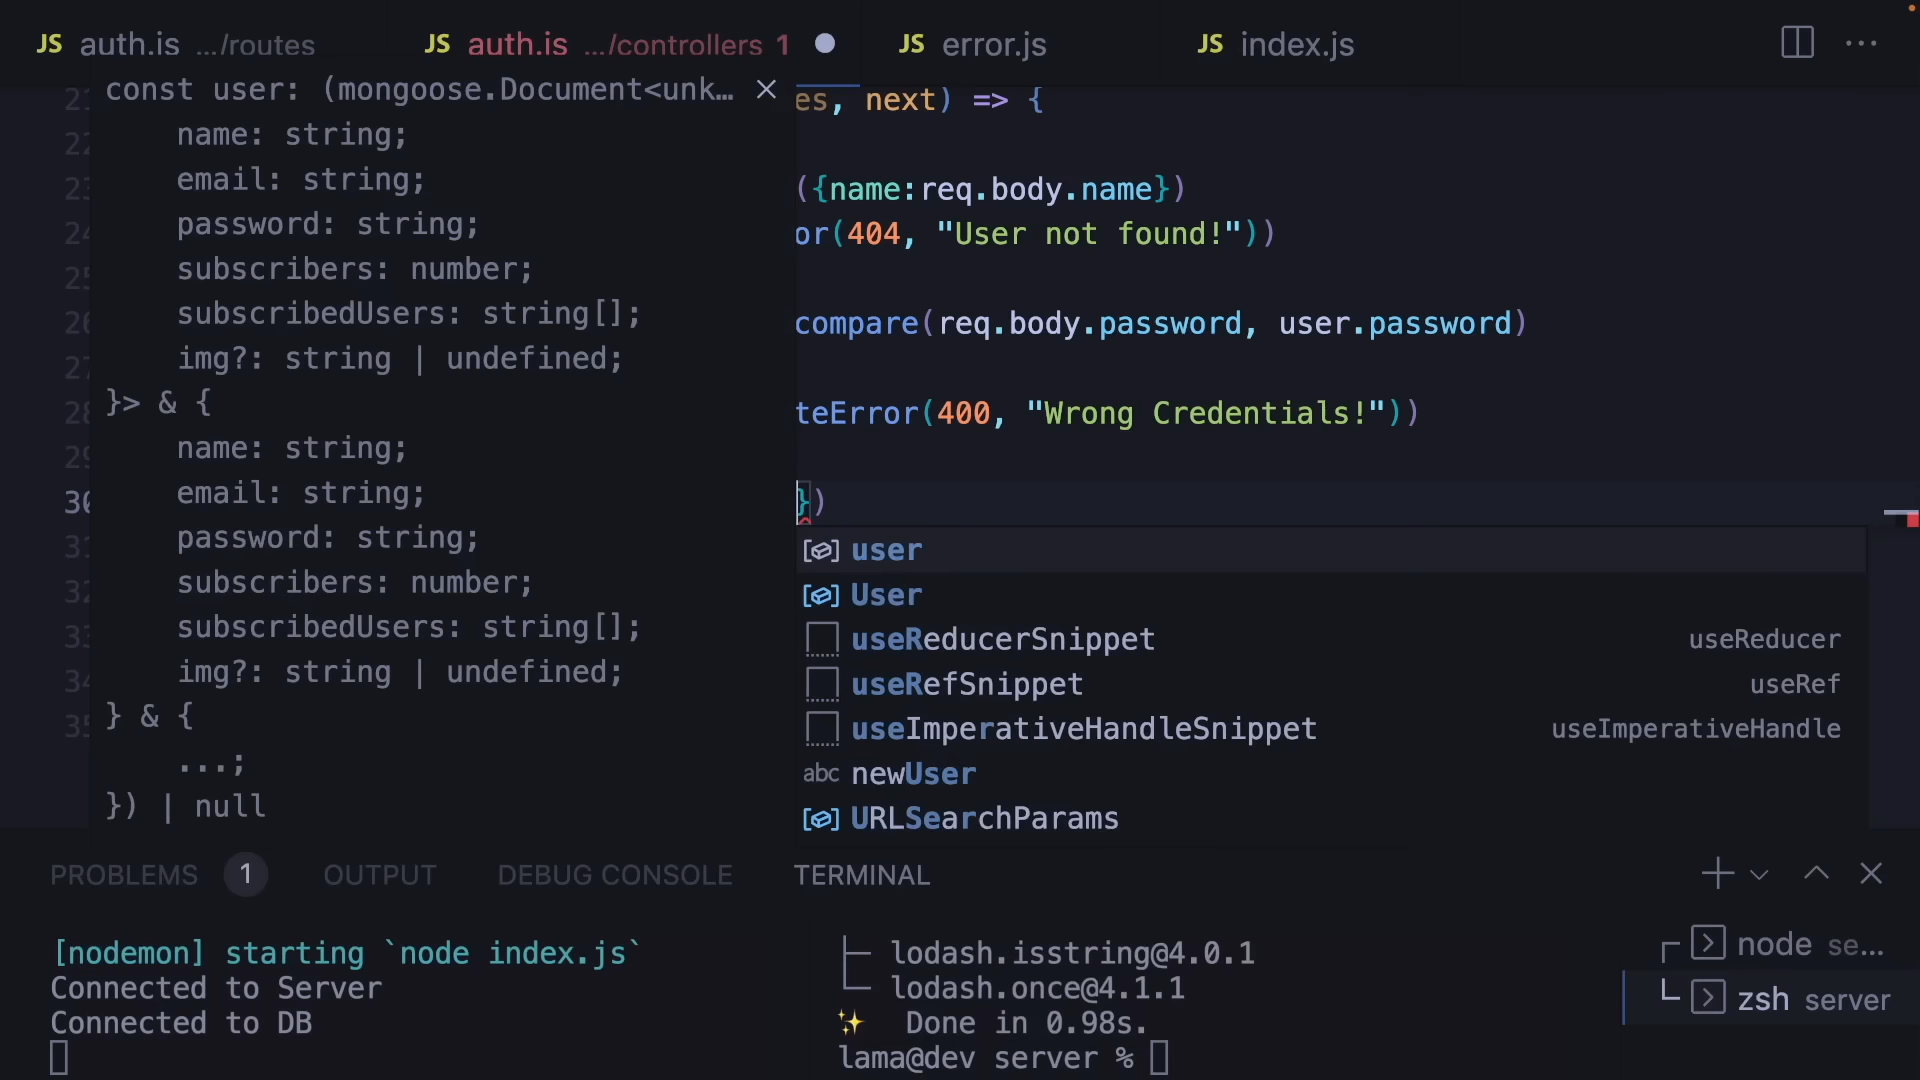 JS auth.is .../routes JS auth.is .../controllers 1 JS error.js JS index.js
const user: (mongoose.Document<unk…
name: string;
email: string;
password: string;
subscribers: number;
subscribedUsers: string[];
img?: string | undefined;
}> & {
name: string;
email: string;
password: string;
subscribers: number;
subscribedUsers: string[];
img?: string | undefined;
} & {
...;
}) | null
es, next) => {
({name:req.body.name})
or(404, "User not found!"))
compare(req.body.password, user.password)
teError(400, "Wrong Credentials!"))
})
user
User
useReducerSnippet useReducer
useRefSnippet useRef
useImperativeHandleSnippet useImperativeHandle
abc newUser
URLSearchParams
PROBLEMS 1 OUTPUT DEBUG CONSOLE TERMINAL
[nodemon] starting `node index.js`
Connected to Server
Connected to DB
lodash.isstring@4.0.1
lodash.once@4.1.1
✨ Done in 0.98s.
lama@dev server %
node se...
zsh server